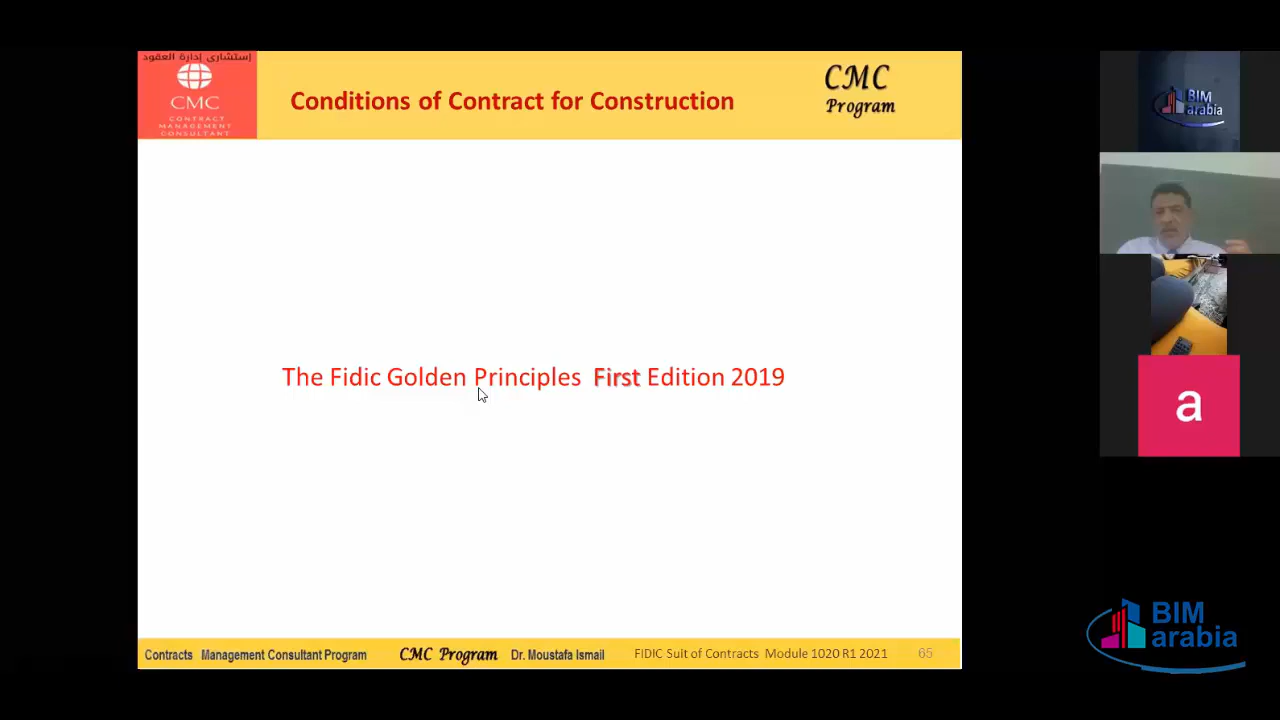 إستشارى إدارة العقود
CMC
CONTRACT
MANAGEMENT
CONSULTANT
Conditions of Contract for Construction
CMC
Program
The Fidic Golden Principles First Edition 2019
Contracts Management Consultant Program CMC Program Dr. Moustafa Ismail FIDIC Suit of Contracts Module 1020 R1 2021 65
BIM
arabia
a
BIM
arabia